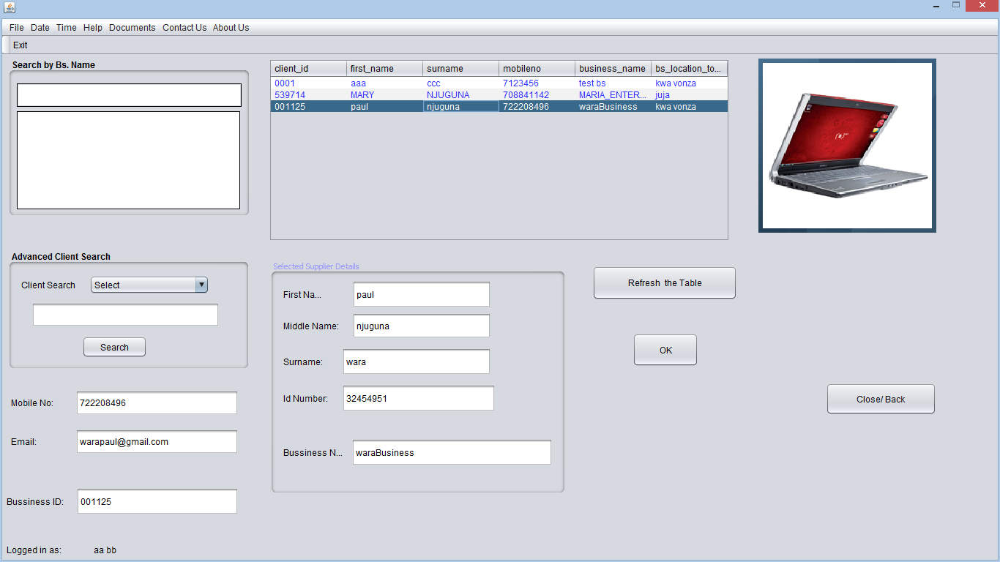 File Date Time Help Documents Contact Us About Us
Exit
Search by Bs. Name
client_id first_name surname mobileno business_name bs_location_to...
0001 aaa ccc 7123456 test bs kwa vonza
539714 MARY NJUGUNA 708841142 MARIA_ENTER... juja
001125 paul njuguna 722208496 waraBusiness kwa vonza
Advanced Client Search
Client Search Select
Search
Selected Supplier Details
First Na... paul
Middle Name: njuguna
Surname: wara
Id Number: 32454951
Bussiness N... waraBusiness
Refresh the Table
OK
Close/ Back
Mobile No: 722208496
Email: warapaul@gmail.com
Bussiness ID: 001125
Logged in as: aa bb